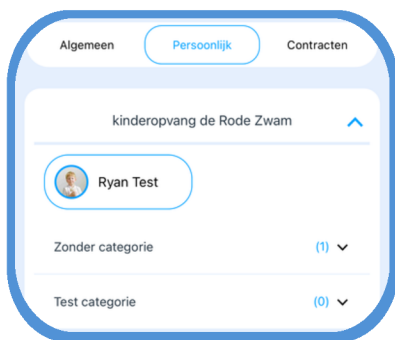 Algemeen Persoonlijk Contracten
kinderopvang de Rode Zwam
Ryan Test
Zonder categorie (1)
Test categorie (0)